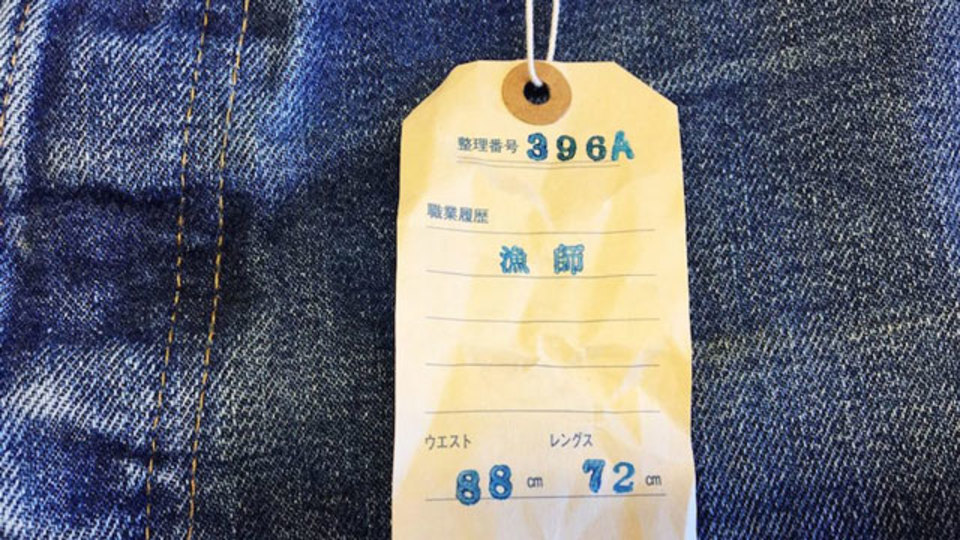 整理番号 396A
職業履歴
漁師
ウエスト レングス
88 cm 72 cm